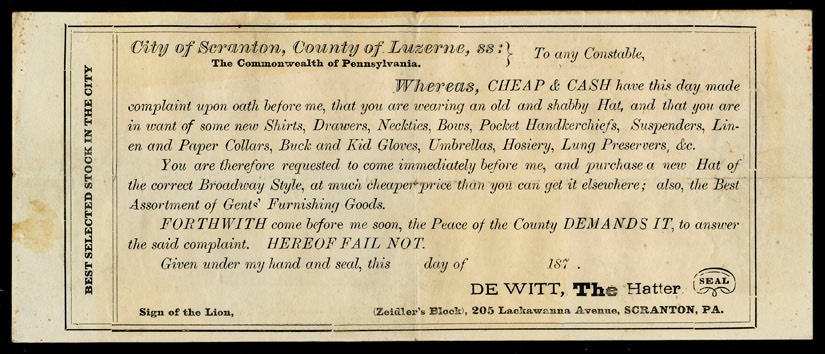 BEST SELECTED STOCK IN THE CITY
City of Scranton, County of Luzerne, ss:} To any Constable,
The Commonwealth of Pennsylvania.
Whereas, CHEAP & CASH have this day made
complaint upon oath before me, that you are wearing an old and shabby Hat, and that you are
in want of some new Shirts, Drawers, Neckties, Bows, Pocket Handkerchiefs, Suspenders, Lin-
en and Paper Collars, Buck and Kid Gloves, Umbrellas, Hosiery, Lung Preservers, &c.
You are therefore requested to come immediately before me, and purchase a new Hat of
the correct Broadway Style, at much cheaper price than you can get it elsewhere; also, the Best
Assortment of Gents' Furnishing Goods.
FORTHWITH come before me soon, the Peace of the County DEMANDS IT, to answer
the said complaint. HEREOF FAIL NOT.
Given under my hand and seal, this day of 187 .
DE WITT, The Hatter SEAL
Sign of the Lion, (Zeidler's Block), 205 Lackawanna Avenue, SCRANTON, PA.